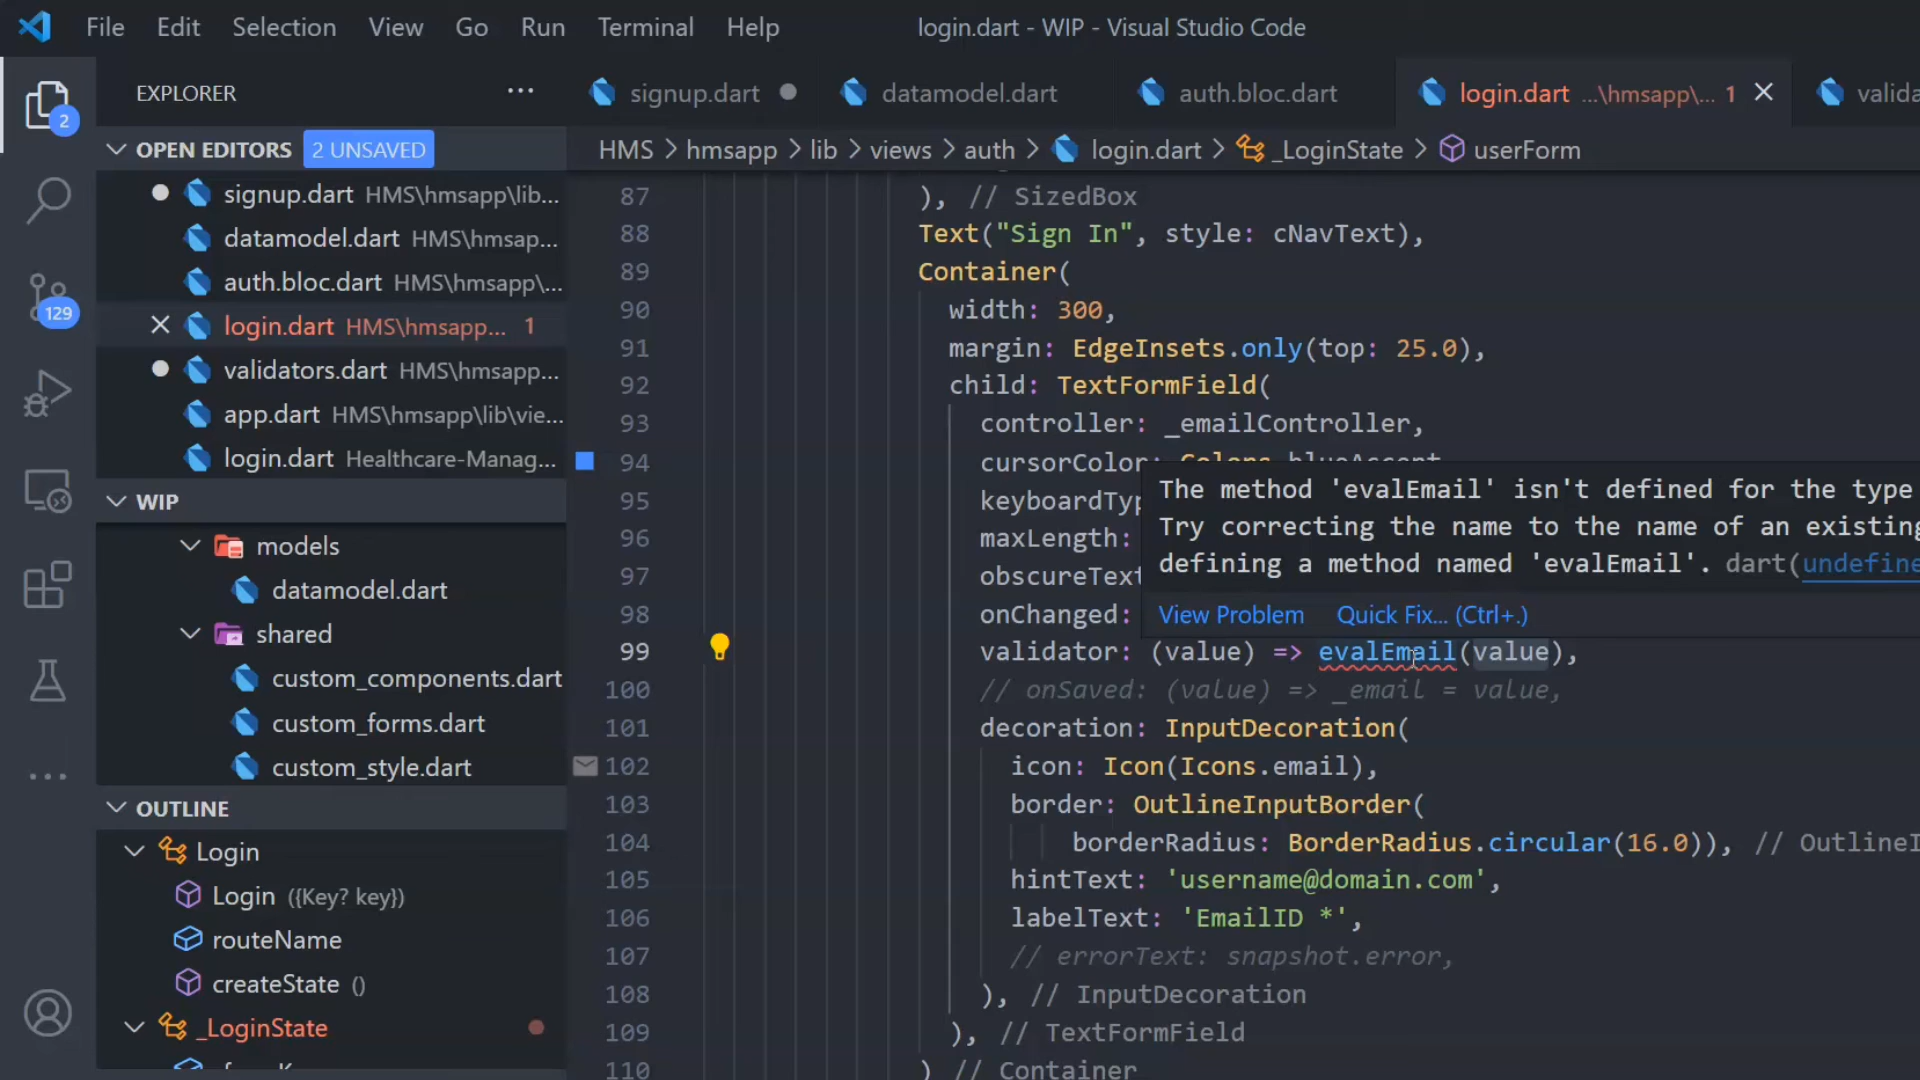 File Edit Selection View Go Run Terminal Help login.dart - WIP - Visual Studio Code
EXPLORER ...
signup.dart datamodel.dart auth.bloc.dart login.dart ...\hmsapp\... 1 valida
OPEN EDITORS 2 UNSAVED
HMS > hmsapp > lib > views > auth > login.dart > _LoginState > userForm
2
signup.dart HMS\hmsapp\lib...
datamodel.dart HMS\hmsap...
auth.bloc.dart HMS\hmsapp\...
129
login.dart HMS\hmsapp... 1
validators.dart HMS\hmsapp...
app.dart HMS\hmsapp\lib\vie...
login.dart Healthcare-Manag...
WIP
models
datamodel.dart
shared
custom_components.dart
custom_forms.dart
custom_style.dart
OUTLINE
Login
Login ({Key? key})
routeName
createState ()
_LoginState
87 ), // SizedBox
88 Text("Sign In", style: cNavText),
89 Container(
90 width: 300,
91 margin: EdgeInsets.only(top: 25.0),
92 child: TextFormField(
93 controller: _emailController,
94 cursorColor: Colors.blueAccent
95 keyboardTyp
96 maxLength:
97 obscureText
98 onChanged:
The method 'evalEmail' isn't defined for the type
Try correcting the name to the name of an existing
defining a method named 'evalEmail'. dart(undefine
View Problem Quick Fix... (Ctrl+.)
99 validator: (value) => evalEmail(value),
100 // onSaved: (value) => _email = value,
101 decoration: InputDecoration(
102 icon: Icon(Icons.email),
103 border: OutlineInputBorder(
104 borderRadius: BorderRadius.circular(16.0)), // OutlineI
105 hintText: 'username@domain.com',
106 labelText: 'EmailID *',
107 // errorText: snapshot.error,
108 ), // InputDecoration
109 ), // TextFormField
110 ) // Container